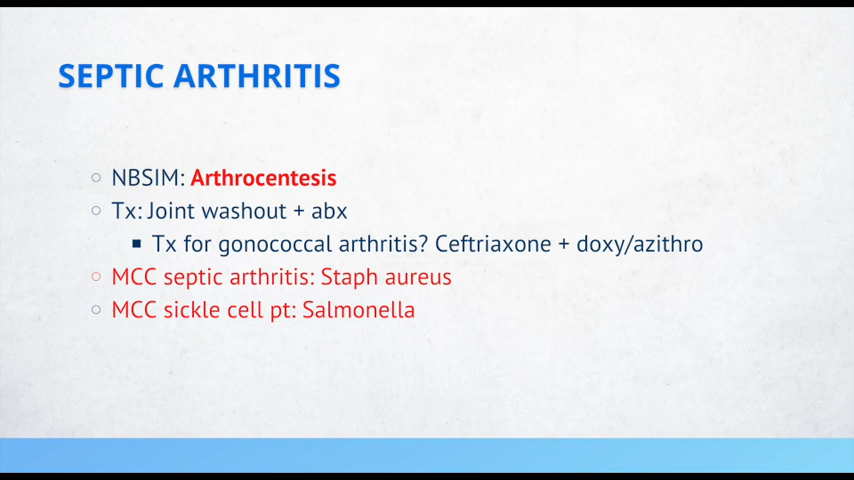 SEPTIC ARTHRITIS
NBSIM: Arthrocentesis
Tx: Joint washout + abx
Tx for gonococcal arthritis? Ceftriaxone + doxy/azithro
MCC septic arthritis: Staph aureus
MCC sickle cell pt: Salmonella